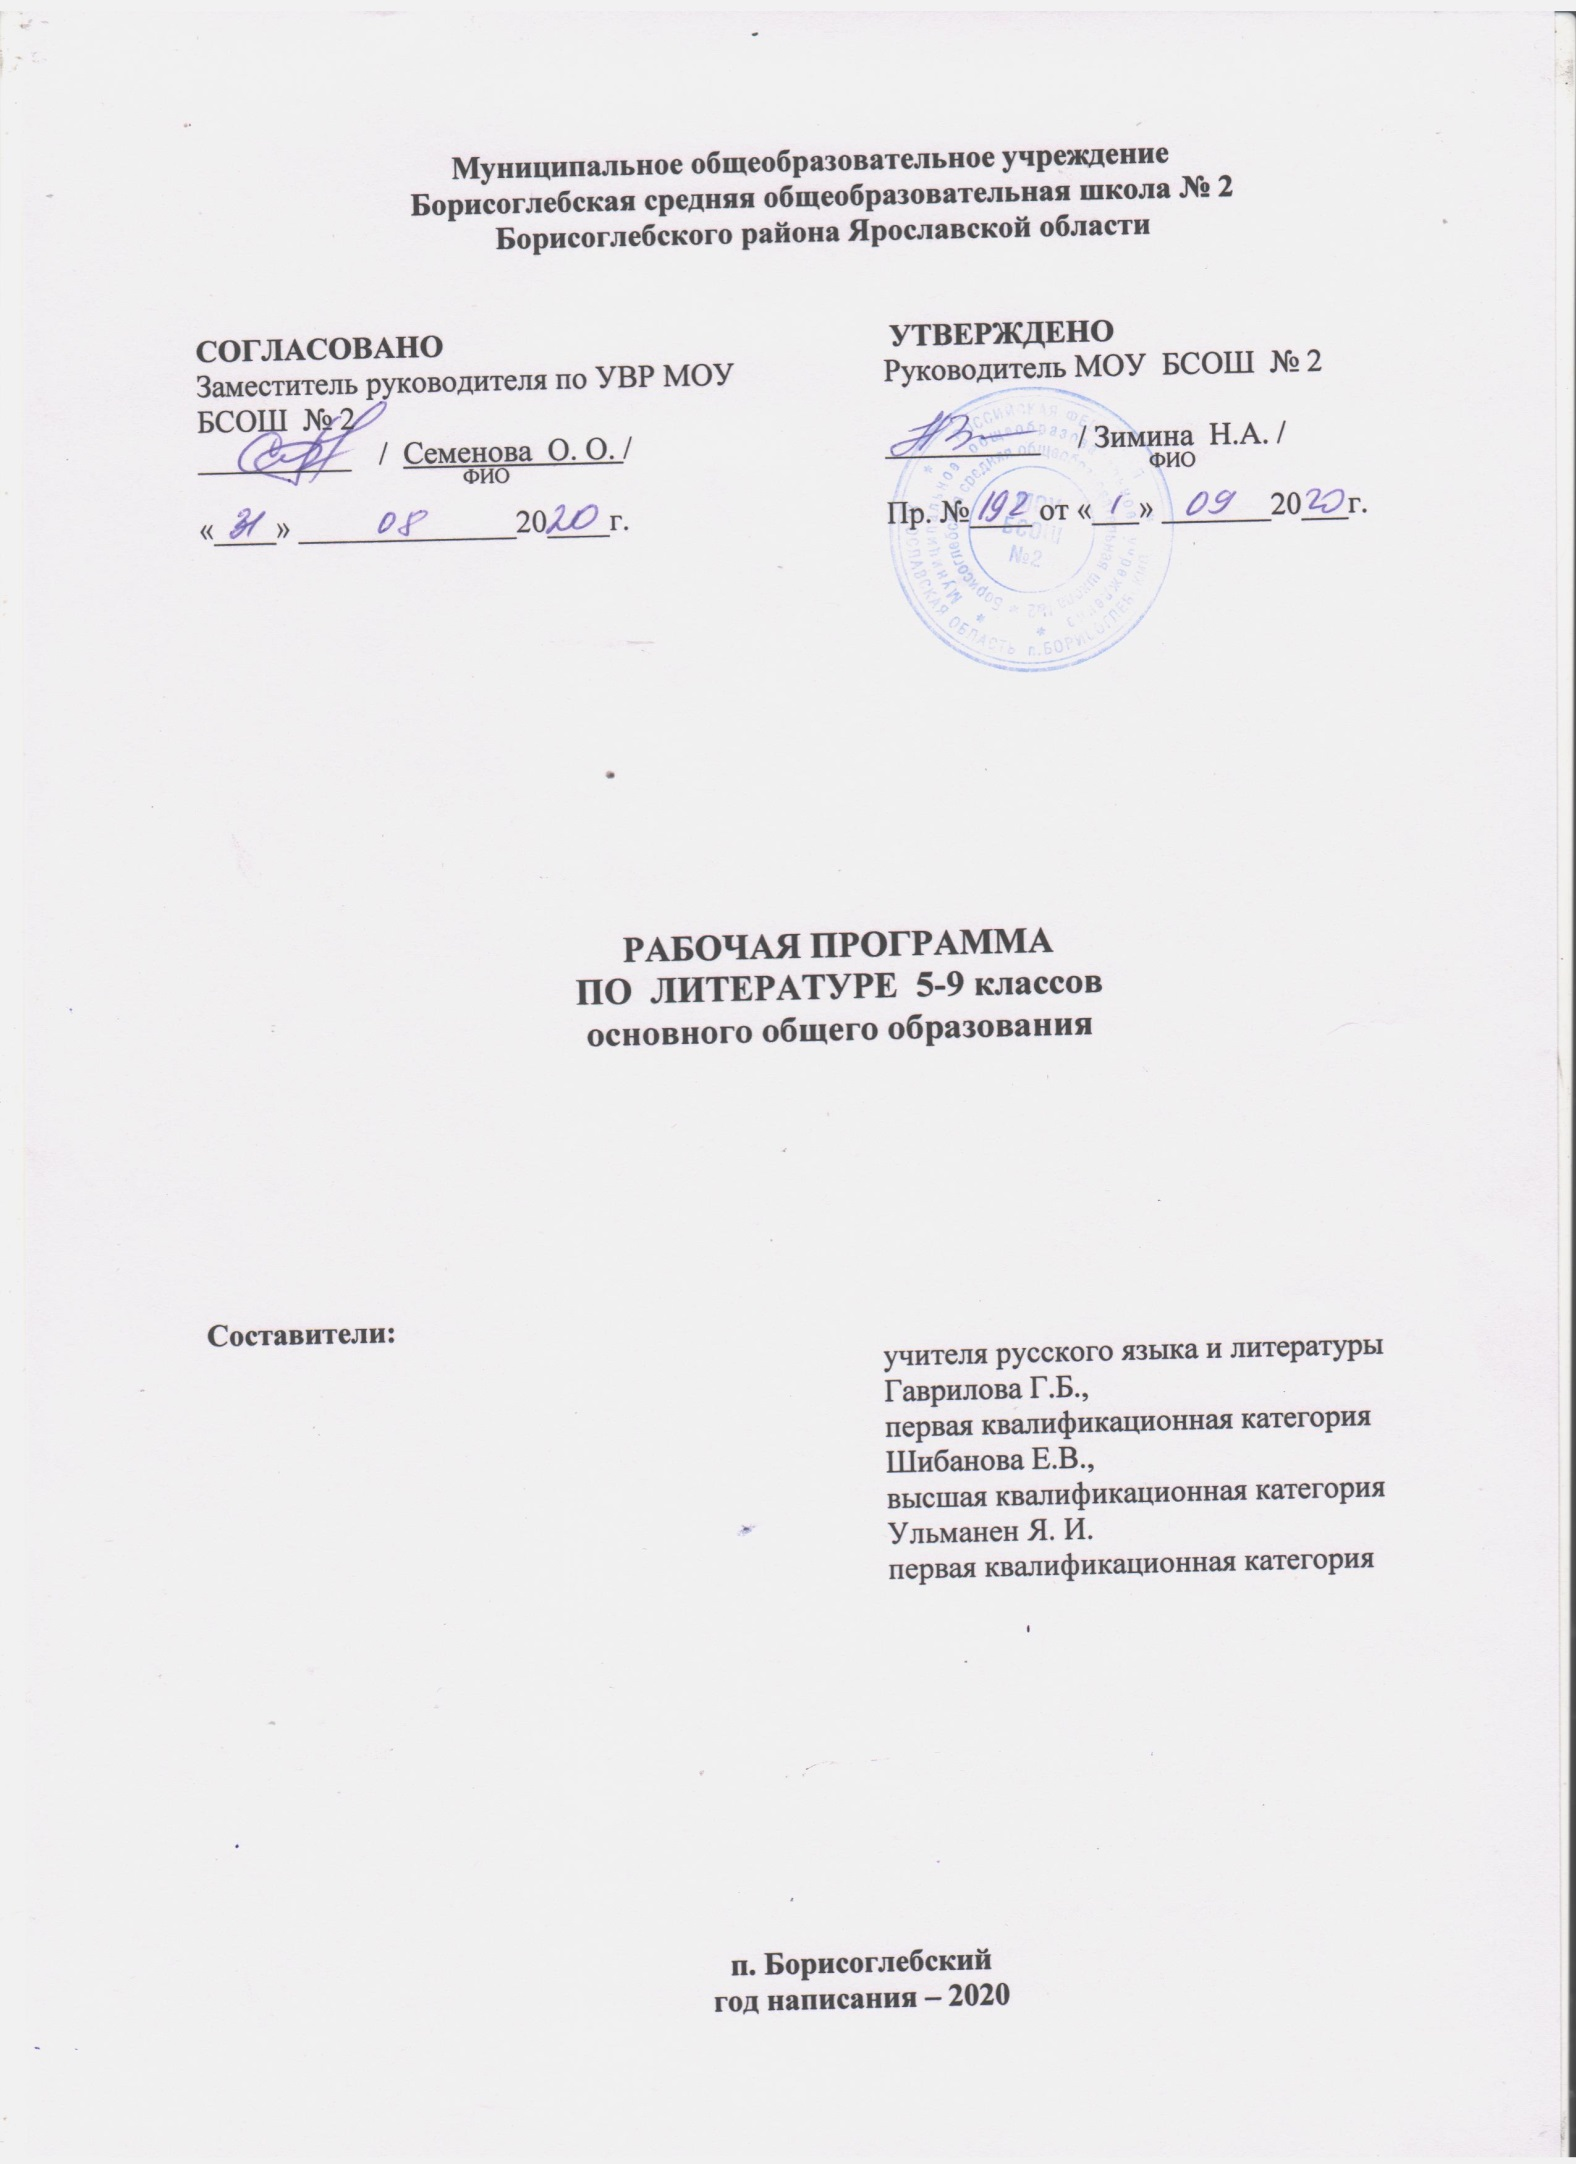 Муниципальное общеобразовательное учреждение
Борисоглебская средняя общеобразовательная школа № 2
Борисоглебского района Ярославской области
СОГЛАСОВАНО
Заместитель руководителя по УВР МОУ
БСОШ № 2
/ Семенова О. О. /
ФИО
«31» 08 2020 г.
УТВЕРЖДЕНО
Руководитель МОУ БСОШ № 2
/ Зимина Н.А. /
ФИО
Пр. № 192 от «1» 09 2020 г.
МОУ
БСОШ
№2
РАБОЧАЯ ПРОГРАММА
ПО ЛИТЕРАТУРЕ 5-9 классов
основного общего образования
Составители:
учителя русского языка и литературы
Гаврилова Г.Б.,
первая квалификационная категория
Шибанова Е.В.,
высшая квалификационная категория
Ульманен Я. И.
первая квалификационная категория
п. Борисоглебский
год написания – 2020